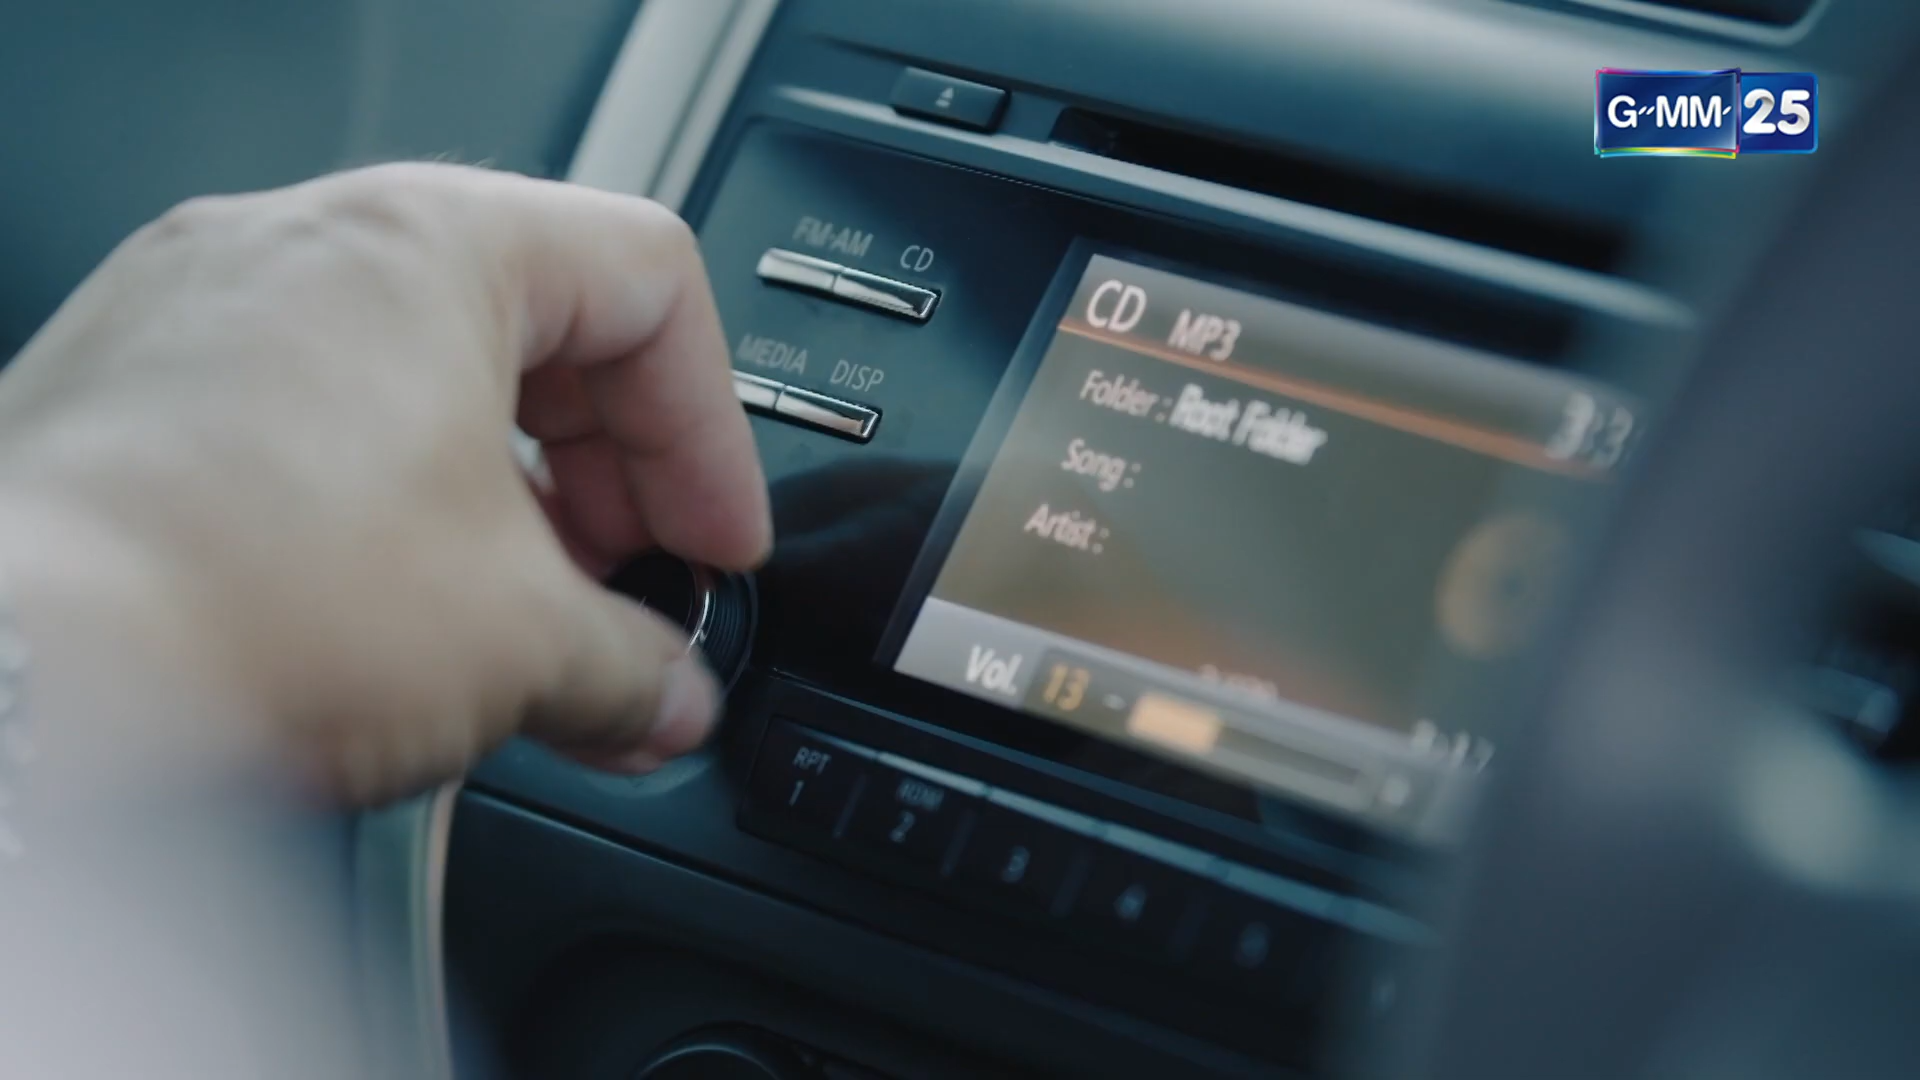 GMM 25
FM·AM CD
MEDIA DISP
CD MP3
Folder : Root Folder
Song :
Artist :
Vol. 13
RPT
1 2 3 4